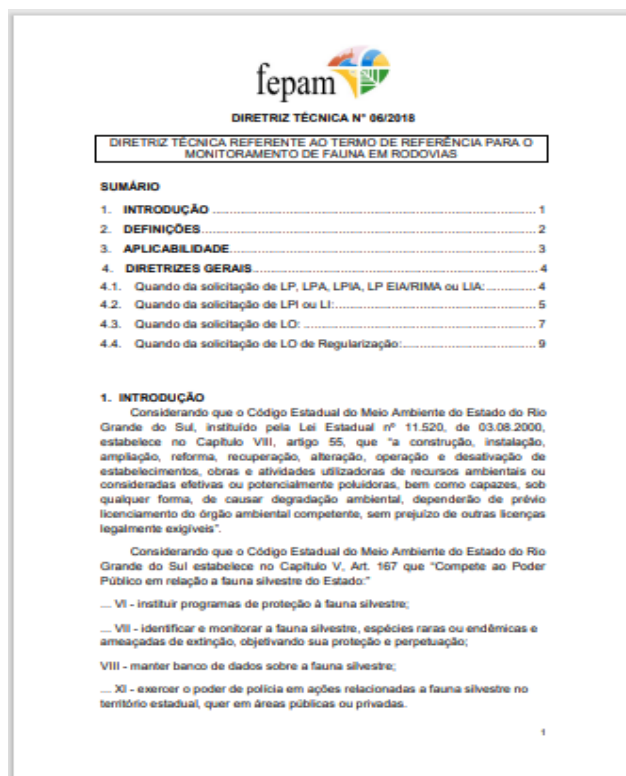 fepam
DIRETRIZ TÉCNICA N° 06/2018
DIRETRIZ TÉCNICA REFERENTE AO TERMO DE REFERÊNCIA PARA O
MONITORAMENTO DE FAUNA EM RODOVIAS
SUMÁRIO
1. INTRODUÇÃO ........ 1
2. DEFINIÇÕES ........ 2
3. APLICABILIDADE ........ 3
4. DIRETRIZES GERAIS ........ 4
4.1. Quando da solicitação de LP, LPA, LPIA, LP EIA/RIMA ou LIA: ........ 4
4.2. Quando da solicitação de LPI ou LI: ........ 5
4.3. Quando da solicitação de LO: ........ 7
4.4. Quando da solicitação de LO de Regularização: ........ 9
1. INTRODUÇÃO
Considerando que o Código Estadual do Meio Ambiente do Estado do Rio
Grande do Sul, instituído pela Lei Estadual nº 11.520, de 03.08.2000,
estabelece no Capítulo VIII, artigo 55, que “a construção, instalação,
ampliação, reforma, recuperação, alteração, operação e desativação de
estabelecimentos, obras e atividades utilizadoras de recursos ambientais ou
consideradas efetivas ou potencialmente poluidoras, bem como capazes, sob
qualquer forma, de causar degradação ambiental, dependerão de prévio
licenciamento do órgão ambiental competente, sem prejuízo de outras licenças
legalmente exigíveis”.
Considerando que o Código Estadual do Meio Ambiente do Estado do Rio
Grande do Sul estabelece no Capítulo V, Art. 167 que “Compete ao Poder
Público em relação a fauna silvestre do Estado:”
... VI - instituir programas de proteção à fauna silvestre;
... VII - identificar e monitorar a fauna silvestre, espécies raras ou endêmicas e
ameaçadas de extinção, objetivando sua proteção e perpetuação;
VIII - manter banco de dados sobre a fauna silvestre;
... XI - exercer o poder de polícia em ações relacionadas a fauna silvestre no
território estadual, quer em áreas públicas ou privadas.
1